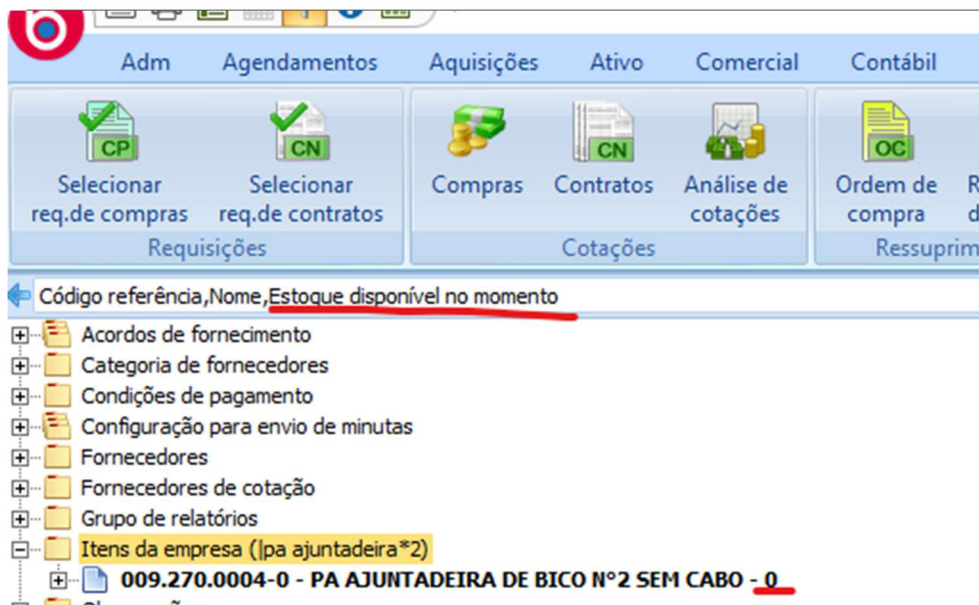 Adm Agendamentos Aquisições Ativo Comercial Contábil
CP CN CN OC
Selecionar Selecionar Compras Contratos Análise de Ordem de
req.de compras req.de contratos cotações compra
Requisições Cotações Ressuprim
Código referência,Nome,Estoque disponível no momento
Acordos de fornecimento
Categoria de fornecedores
Condições de pagamento
Configuração para envio de minutas
Fornecedores
Fornecedores de cotação
Grupo de relatórios
Itens da empresa (|pa ajuntadeira*2)
009.270.0004-0 - PA AJUNTADEIRA DE BICO Nº2 SEM CABO - 0